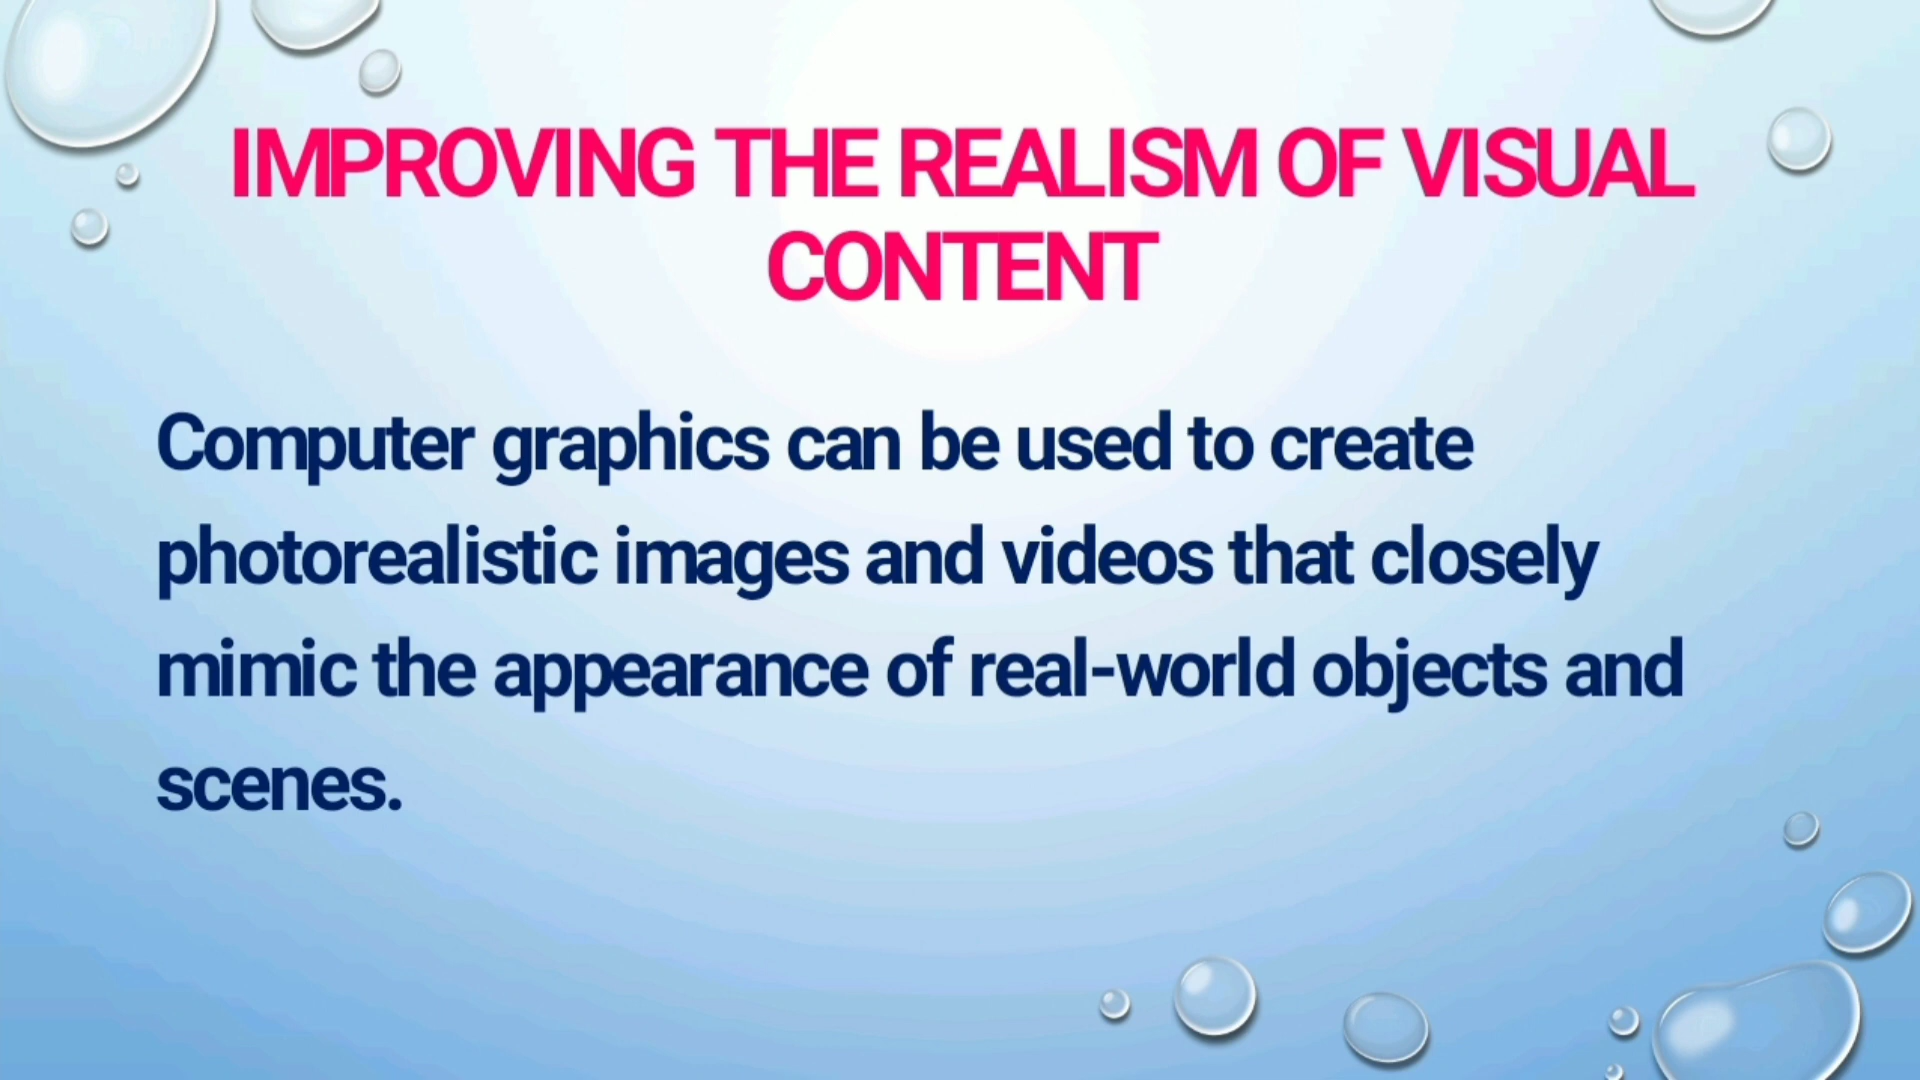 IMPROVING THE REALISM OF VISUAL
CONTENT
Computer graphics can be used to create
photorealistic images and videos that closely
mimic the appearance of real-world objects and
scenes.